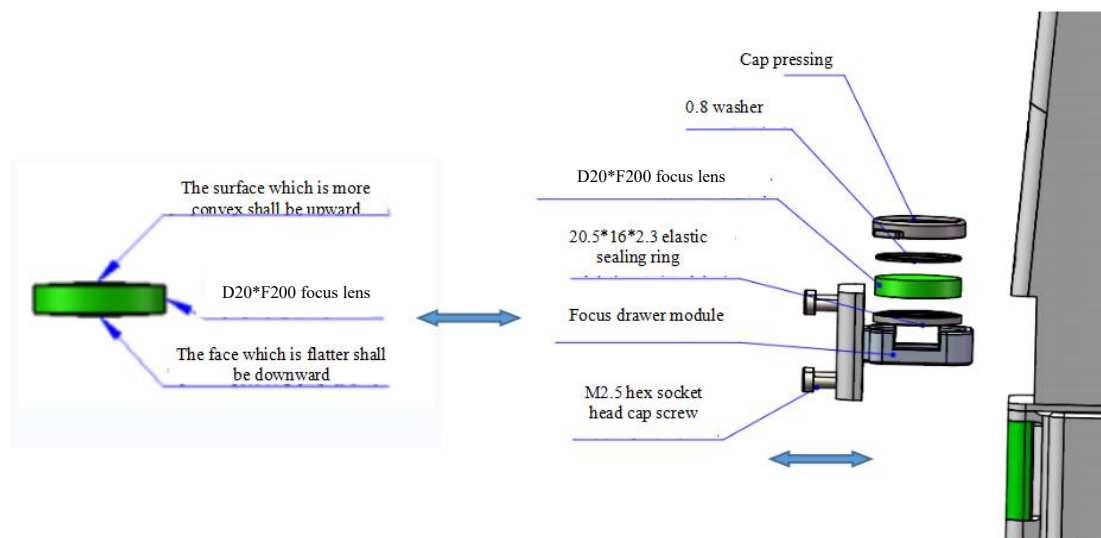 The surface which is more
convex shall be upward
D20*F200 focus lens
The face which is flatter shall
be downward
Cap pressing
0.8 washer
D20*F200 focus lens
20.5*16*2.3 elastic
sealing ring
Focus drawer module
M2.5 hex socket
head cap screw